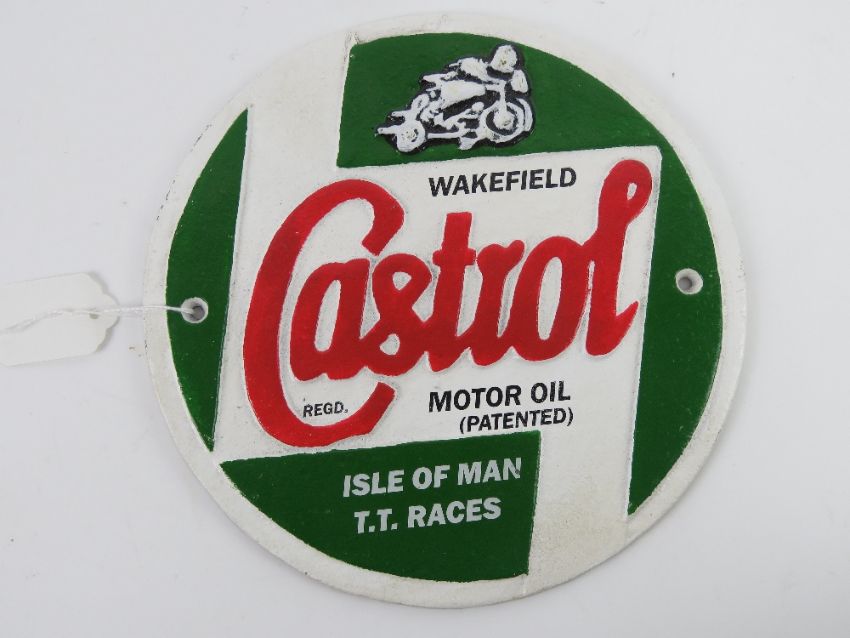 WAKEFIELD
Castrol
REGD.
MOTOR OIL
(PATENTED)
ISLE OF MAN
T.T. RACES